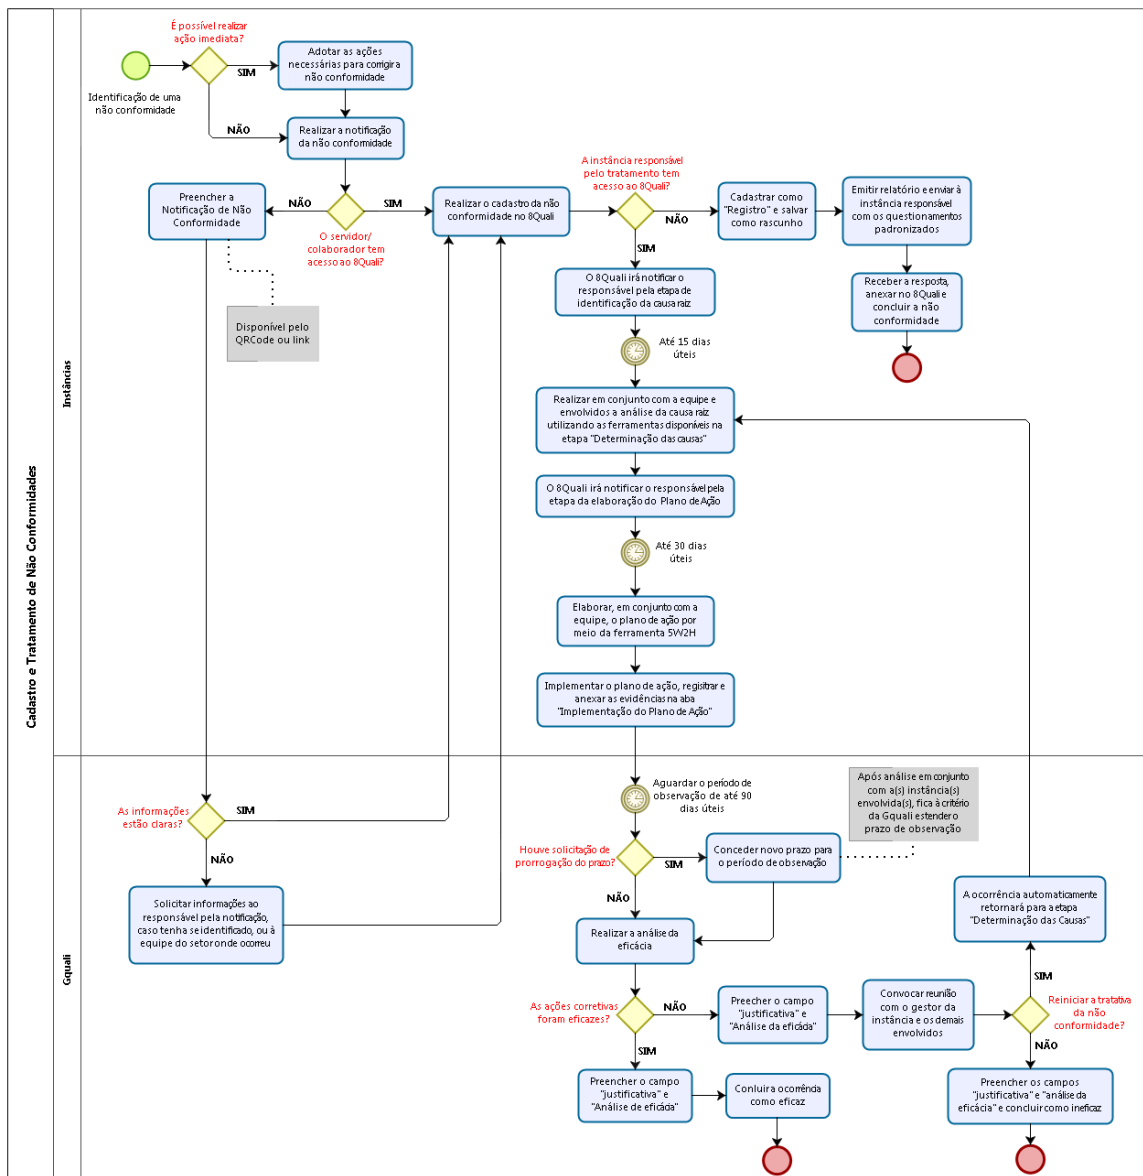 Cadastro e Tratamento de Não Conformidades
Instâncias
É possível realizar
ação imediata?
Identificação de uma
não conformidade
SIM
NÃO
Adotar as ações
necessárias para corrigir a
não conformidade
Realizar a notificação
da não conformidade
O servidor/
colaborador tem
acesso ao 8Quali?
NÃO
SIM
Preencher a
Notificação de Não
Conformidade
Disponível pelo
QRCode ou link
Realizar o cadastro da não
conformidade no 8Quali
A instância responsável
pelo tratamento tem
acesso ao 8Quali?
NÃO
SIM
Cadastrar como
"Registro" e salvar
como rascunho
Emitir relatório e enviar à
instância responsável
com os questionamentos
padronizados
Receber a resposta,
anexar no 8Quali e
concluir a não
conformidade
O 8Quali irá notificar o
responsável pela etapa de
identificação da causa raiz
Até 15 dias
úteis
Realizar em conjunto com a equipe e
envolvidos a análise da causa raiz
utilizando as ferramentas disponíveis na
etapa "Determinação das causas"
O 8Quali irá notificar o responsável pela
etapa da elaboração do Plano de Ação
Até 30 dias
úteis
Elaborar, em conjunto com a
equipe, o plano de ação por
meio da ferramenta 5W2H
Implementar o plano de ação, regisitrar e
anexar as evidências na aba
"Implementação do Plano de Ação"
Gquali
As informações
estão claras?
SIM
NÃO
Solicitar informações ao
responsável pela notificação,
caso tenha se identificado, ou à
equipe do setor onde ocorreu
Aguardar o período de
observação de até 90
dias úteis
Houve solicitação de
prorrogação do prazo?
SIM
NÃO
Conceder novo prazo para
o período de observação
Após análise em conjunto
com a(s) instância(s)
envolvida(s), fica à critério
da Gquali estender o
prazo de observação
Realizar a análise da
eficácia
As ações corretivas
foram eficazes?
NÃO
SIM
Preecher o campo
"justificativa" e
"Análise da eficácia"
Convocar reunião
com o gestor da
instância e os demais
envolvidos
Reiniciar a tratativa
da não
conformidade?
SIM
NÃO
A ocorrência automaticamente
retornará para a etapa
"Determinação das Causas"
Preencher os campos
"justificativa" e "análise da
eficácia" e concluir como ineficaz
Preencher o campo
"justificativa" e
"Análise de eficácia"
Conluir a ocorrência
como eficaz